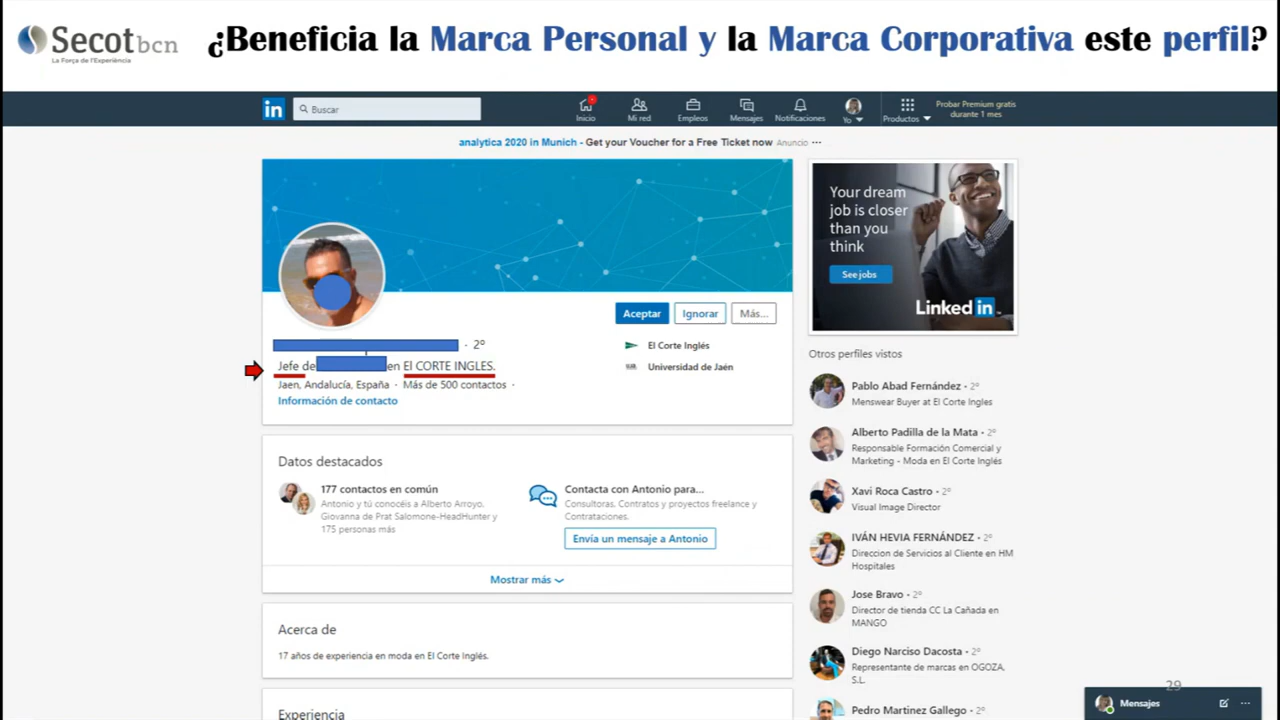 Secotbcn
La Força de l'Experiència
¿Beneficia la Marca Personal y la Marca Corporativa este perfil?
in
Buscar
Inicio
Mi red
Empleos
Mensajes
Notificaciones
Yo
Productos
Probar Premium gratis
durante 1 mes
analytica 2020 in Munich - Get your Voucher for a Free Ticket now Anuncio ···
Aceptar
Ignorar
Más...
· 2º
Jefe de en El CORTE INGLES.
Jaen, Andalucía, España · Más de 500 contactos ·
Información de contacto
El Corte Inglés
Universidad de Jaén
Datos destacados
177 contactos en común
Antonio y tú conocéis a Alberto Arroyo,
Giovanna de Prat Salomone-HeadHunter y
175 personas más
Contacta con Antonio para...
Consultoras, Contratos y proyectos freelance y
Contrataciones.
Envía un mensaje a Antonio
Mostrar más
Acerca de
17 años de experiencia en moda en El Corte Inglés.
Experiencia
Your dream
job is closer
than you
think
See jobs
Linked in
Otros perfiles vistos
Pablo Abad Fernández • 2º
Menswear Buyer at El Corte Ingles
Alberto Padilla de la Mata • 2º
Responsable Formación Comercial y
Marketing - Moda en El Corte Inglés
Xavi Roca Castro • 2º
Visual Image Director
IVÁN HEVIA FERNÁNDEZ • 2º
Direccion de Servicios al Cliente en HM
Hospitales
Jose Bravo • 2º
Director de tienda CC La Cañada en
MANGO
Diego Narciso Dacosta • 2º
Representante de marcas en OGOZA,
S.L.
Pedro Martinez Gallego • 2º
29
Mensajes